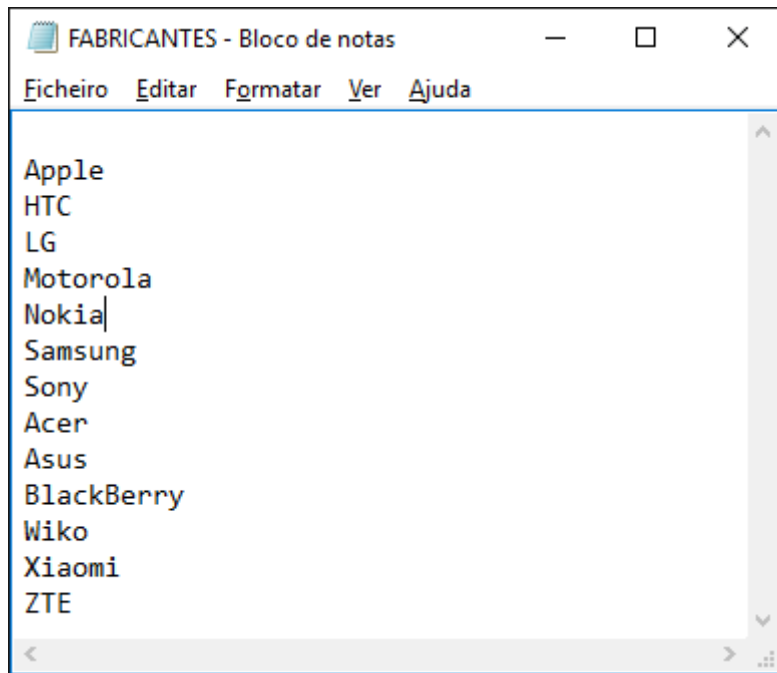 FABRICANTES - Bloco de notas
Ficheiro Editar Formatar Ver Ajuda
Apple
HTC
LG
Motorola
Nokia
Samsung
Sony
Acer
Asus
BlackBerry
Wiko
Xiaomi
ZTE